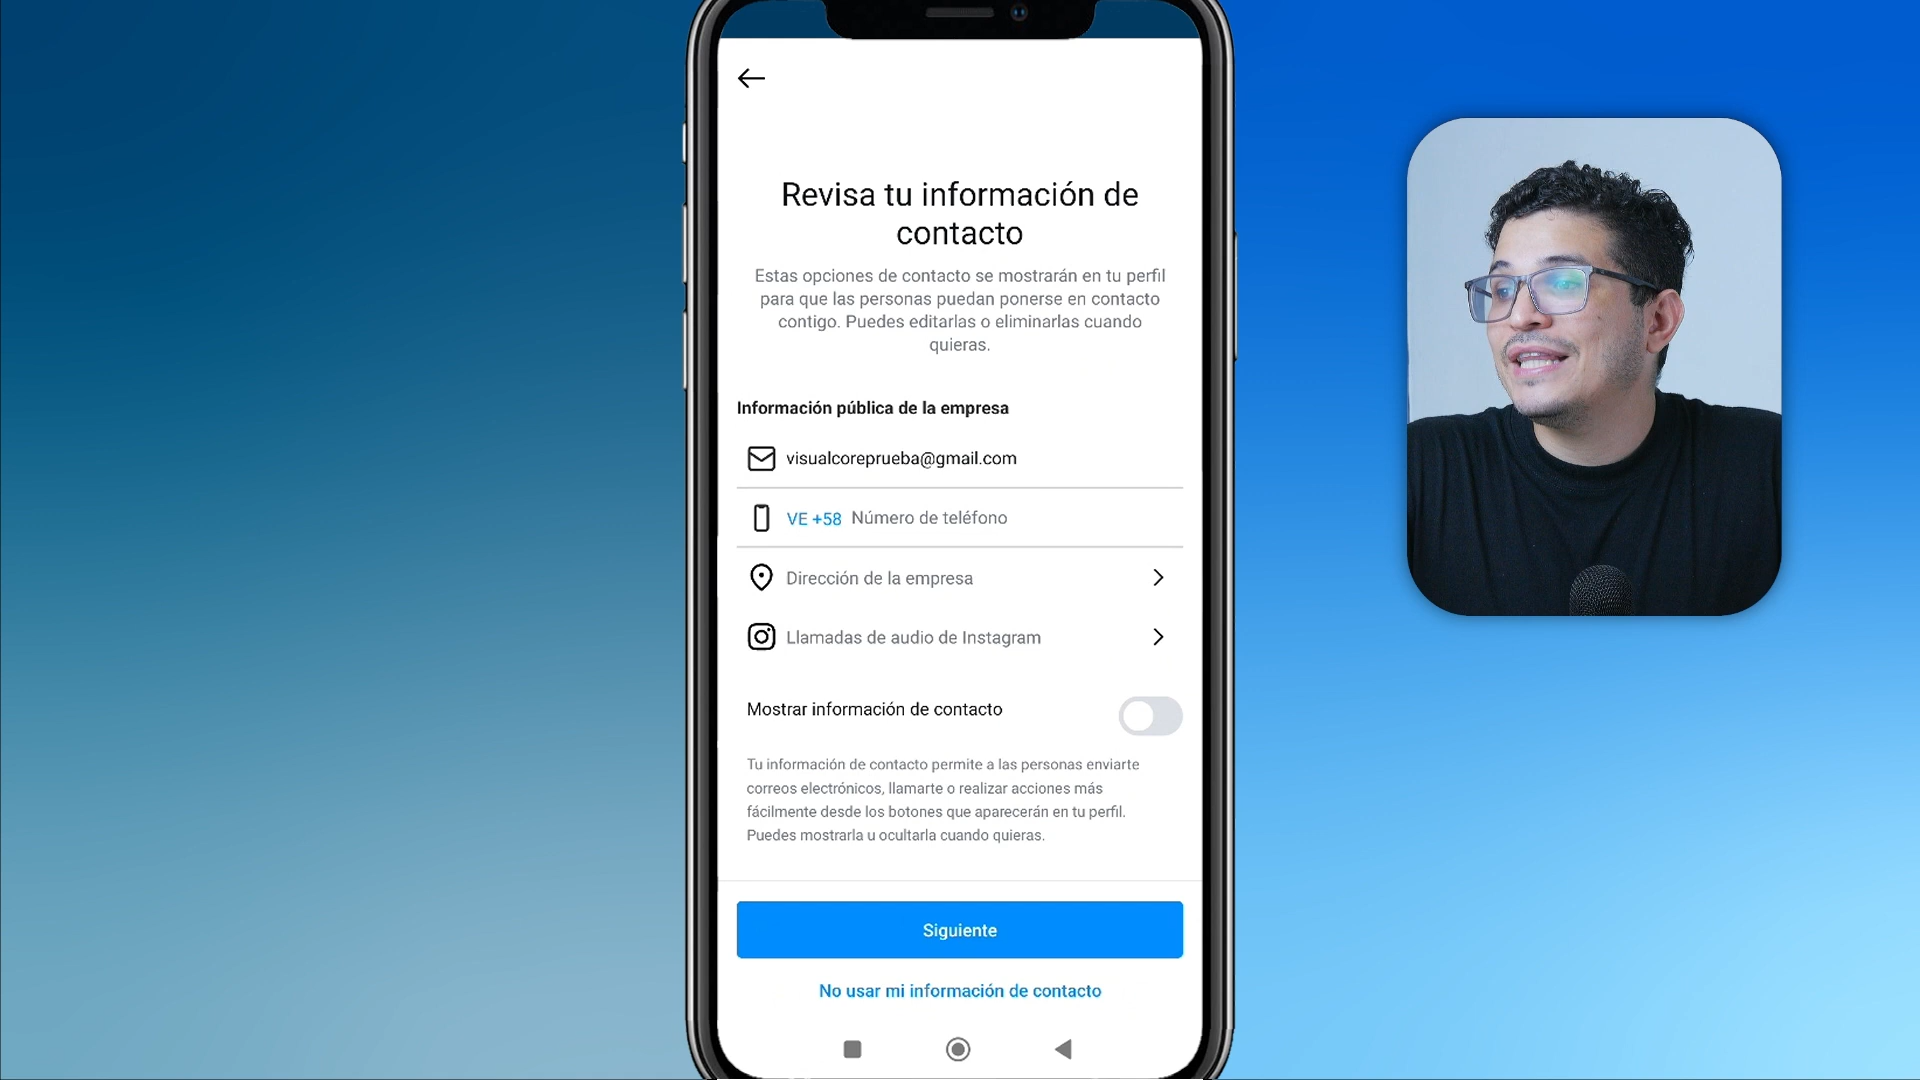 Revisa tu información de
contacto
Estas opciones de contacto se mostrarán en tu perfil
para que las personas puedan ponerse en contacto
contigo. Puedes editarlas o eliminarlas cuando
quieras.
Información pública de la empresa
visualcoreprueba@gmail.com
VE +58 Número de teléfono
Dirección de la empresa
Llamadas de audio de Instagram
Mostrar información de contacto
Tu información de contacto permite a las personas enviarte
correos electrónicos, llamarte o realizar acciones más
fácilmente desde los botones que aparecerán en tu perfil.
Puedes mostrarla u ocultarla cuando quieras.
Siguiente
No usar mi información de contacto